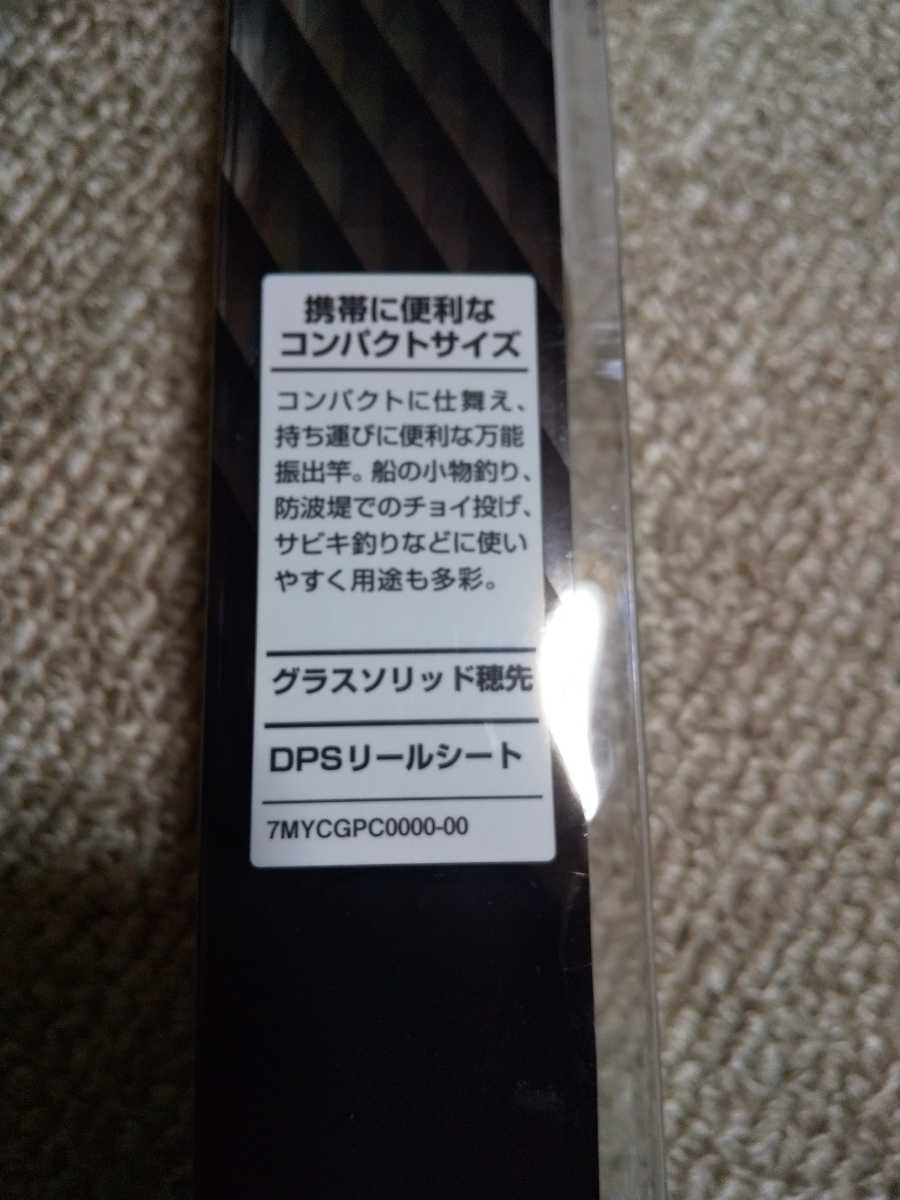 携帯に便利な
コンパクトサイズ
コンパクトに仕舞え、
持ち運びに便利な万能
振出竿。船の小物釣り、
防波堤でのチョイ投げ、
サビキ釣りなどに使い
やすく用途も多彩。
グラスソリッド穂先
DPSリールシート
7MYCGPC0000-00